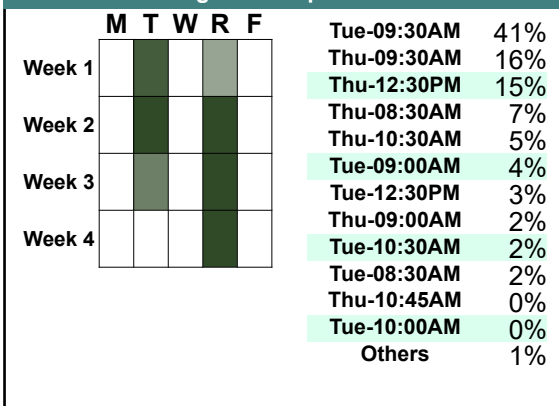 M T W R F
Week 1
Week 2
Week 3
Week 4
Tue-09:30AM 41%
Thu-09:30AM 16%
Thu-12:30PM 15%
Thu-08:30AM 7%
Thu-10:30AM 5%
Tue-09:00AM 4%
Tue-12:30PM 3%
Thu-09:00AM 2%
Tue-10:30AM 2%
Tue-08:30AM 2%
Thu-10:45AM 0%
Tue-10:00AM 0%
Others 1%